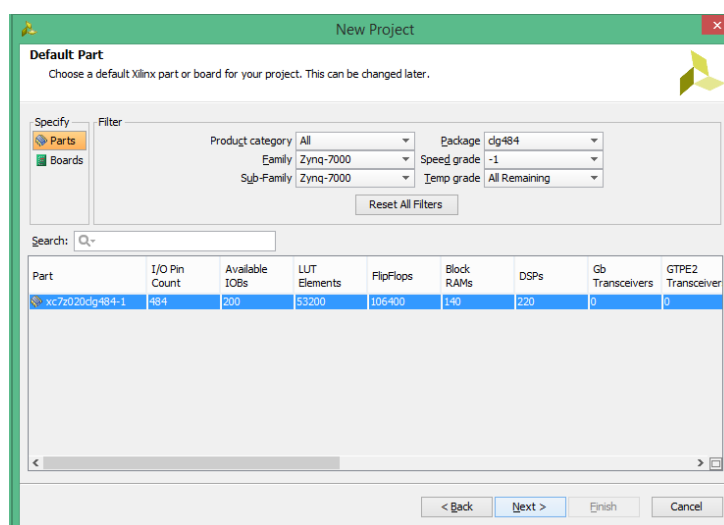 New Project
Default Part
Choose a default Xilinx part or board for your project. This can be changed later.
Specify
Filter
Parts
Boards
Product category All
Package clg484
Family Zynq-7000
Speed grade -1
Sub-Family Zynq-7000
Temp grade All Remaining
Reset All Filters
Search:
Part I/O Pin Count Available IOBs LUT Elements FlipFlops Block RAMs DSPs Gb Transceivers GTPE2 Transceiver
xc7z020clg484-1 484 200 53200 106400 140 220 0 0
< Back Next > Finish Cancel